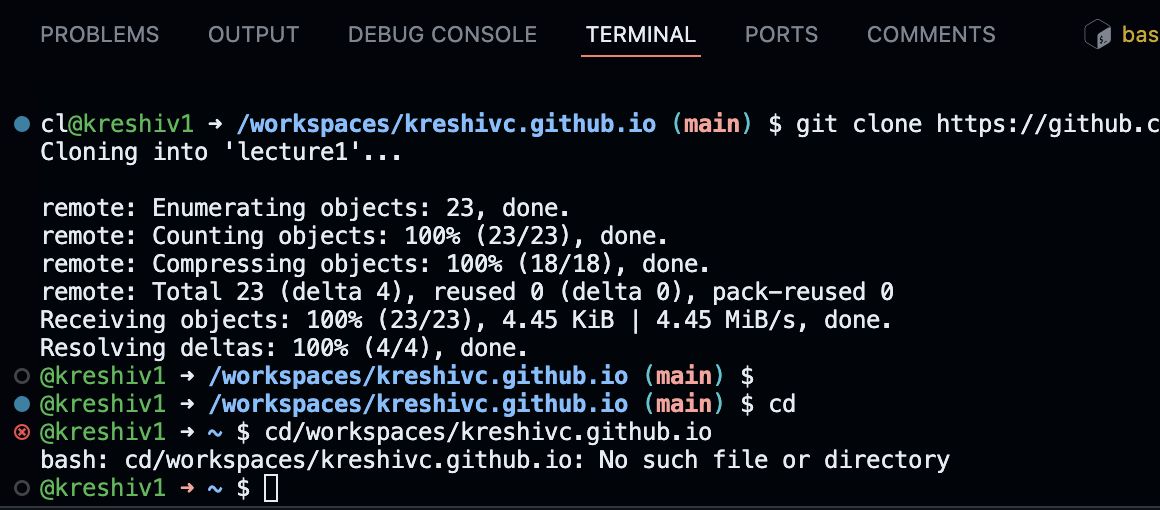 PROBLEMS OUTPUT DEBUG CONSOLE TERMINAL PORTS COMMENTS bas
cl@kreshiv1 → /workspaces/kreshivc.github.io (main) $ git clone https://github.c
Cloning into 'lecture1'...
remote: Enumerating objects: 23, done.
remote: Counting objects: 100% (23/23), done.
remote: Compressing objects: 100% (18/18), done.
remote: Total 23 (delta 4), reused 0 (delta 0), pack-reused 0
Receiving objects: 100% (23/23), 4.45 KiB | 4.45 MiB/s, done.
Resolving deltas: 100% (4/4), done.
@kreshiv1 → /workspaces/kreshivc.github.io (main) $
@kreshiv1 → /workspaces/kreshivc.github.io (main) $ cd
@kreshiv1 → ~ $ cd/workspaces/kreshivc.github.io
bash: cd/workspaces/kreshivc.github.io: No such file or directory
@kreshiv1 → ~ $